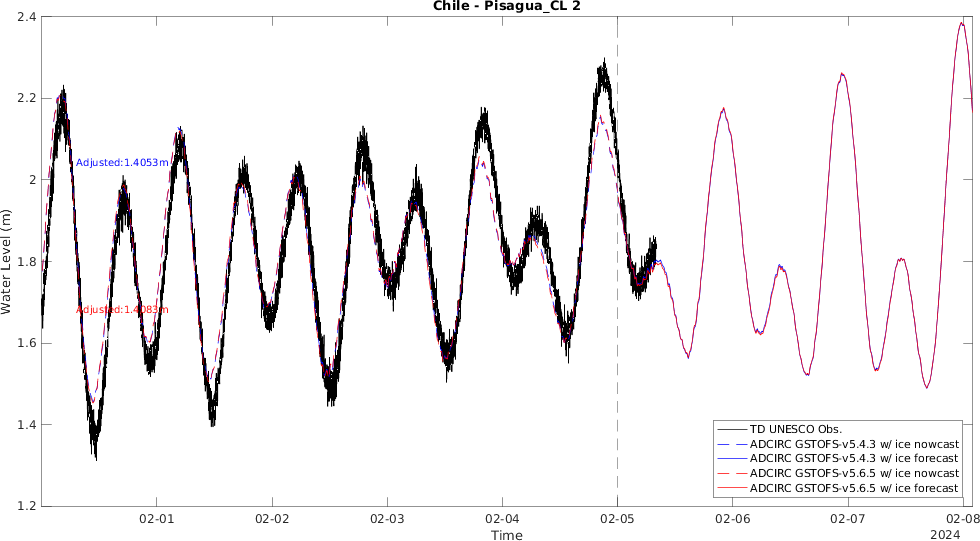 Chile - Pisagua_CL 2
2.4
2.2
2
1.8
1.6
1.4
1.2
Water Level (m)
Adjusted:1.4053m
Adjusted:1.4083m
TD UNESCO Obs.
ADCIRC GSTOFS-v5.4.3 w/ ice nowcast
ADCIRC GSTOFS-v5.4.3 w/ ice forecast
ADCIRC GSTOFS-v5.6.5 w/ ice nowcast
ADCIRC GSTOFS-v5.6.5 w/ ice forecast
02-01 02-02 02-03 02-04 02-05 02-06 02-07 02-08
Time
2024